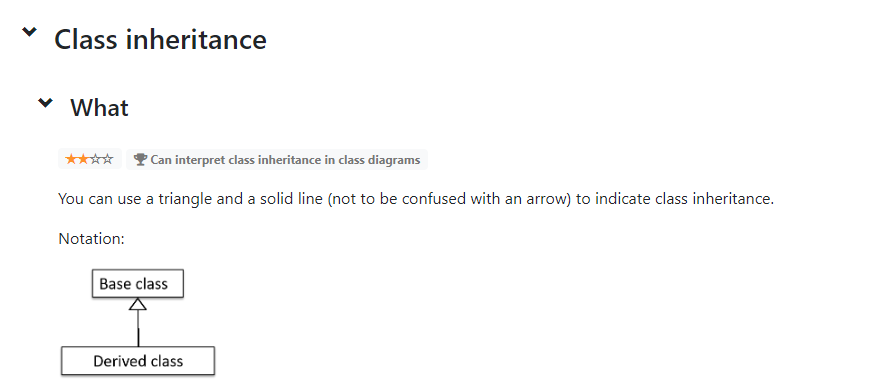 Class inheritance
What
★★☆☆ Can interpret class inheritance in class diagrams
You can use a triangle and a solid line (not to be confused with an arrow) to indicate class inheritance.
Notation:
Base class
Derived class